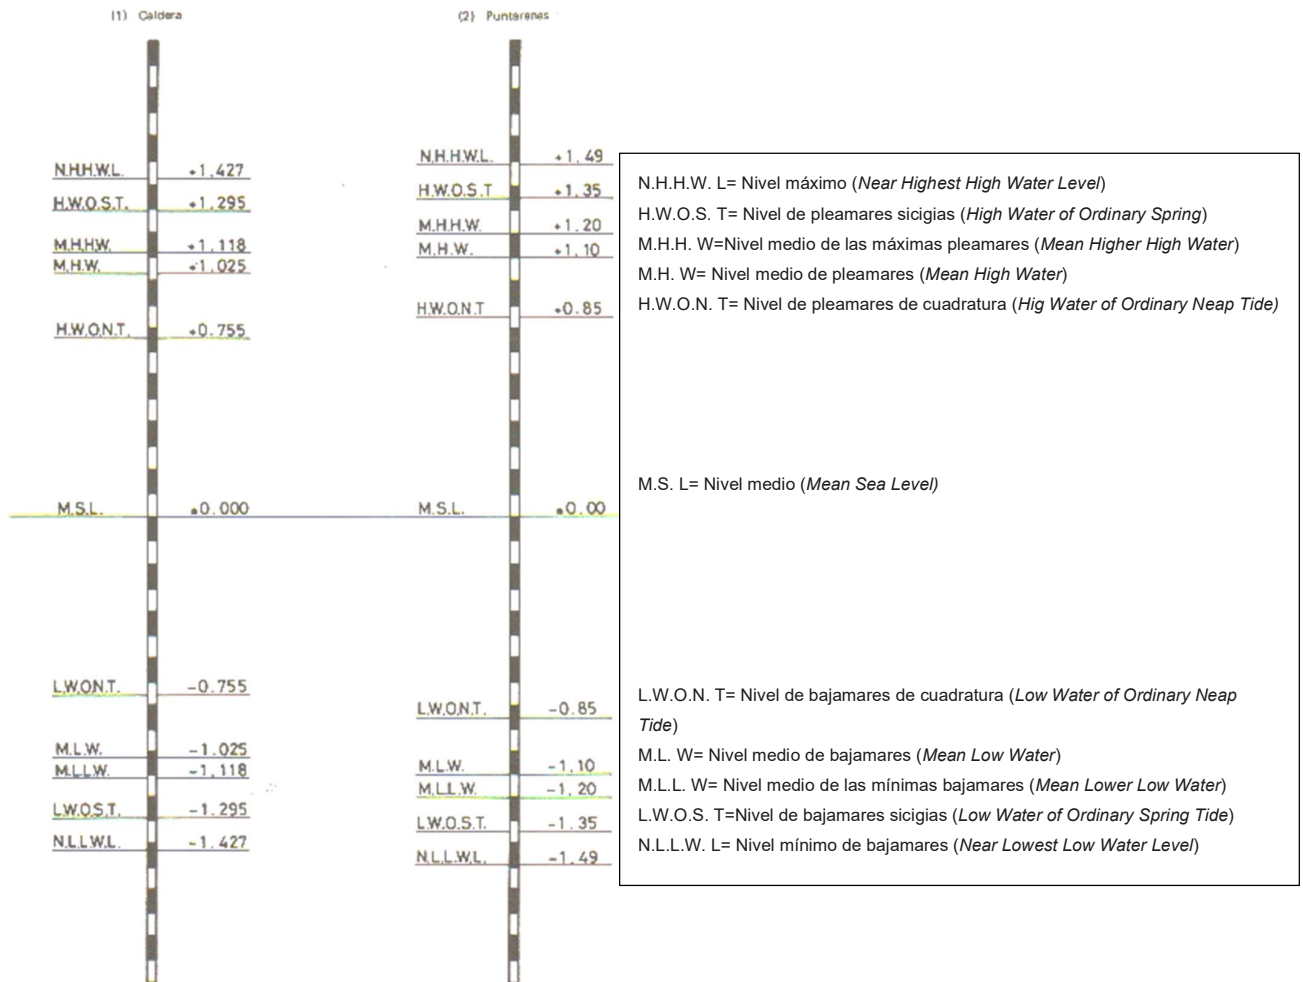 (1) Caldera
N.H.H.W.L. +1,427
H.W.O.S.T. +1.295
M.H.H.W. +1.118
M.H.W. +1.025
H.W.O.N.T. +0.755
M.S.L. ±0.000
L.W.O.N.T. -0.755
M.L.W. -1.025
M.L.L.W. -1,118
L.W.O.S.T. -1.295
N.L.L.W.L. -1.427
(2) Puntarenas
N.H.H.W.L. +1,49
H.W.O.S.T +1.35
M.H.H.W. +1.20
M.H.W. +1,10
H.W.O.N.T +0.85
M.S.L. ±0.00
L.W.O.N.T. -0.85
M.L.W. -1,10
M.L.L.W. -1,20
L.W.O.S.T. -1.35
N.L.L.W.L. -1.49
N.H.H.W. L= Nivel máximo (Near Highest High Water Level)
H.W.O.S. T= Nivel de pleamares sicigias (High Water of Ordinary Spring)
M.H.H. W=Nivel medio de las máximas pleamares (Mean Higher High Water)
M.H. W= Nivel medio de pleamares (Mean High Water)
H.W.O.N. T= Nivel de pleamares de cuadratura (Hig Water of Ordinary Neap Tide)
M.S. L= Nivel medio (Mean Sea Level)
L.W.O.N. T= Nivel de bajamares de cuadratura (Low Water of Ordinary Neap
Tide)
M.L. W= Nivel medio de bajamares (Mean Low Water)
M.L.L. W= Nivel medio de las mínimas bajamares (Mean Lower Low Water)
L.W.O.S. T=Nivel de bajamares sicigias (Low Water of Ordinary Spring Tide)
N.L.L.W. L= Nivel mínimo de bajamares (Near Lowest Low Water Level)